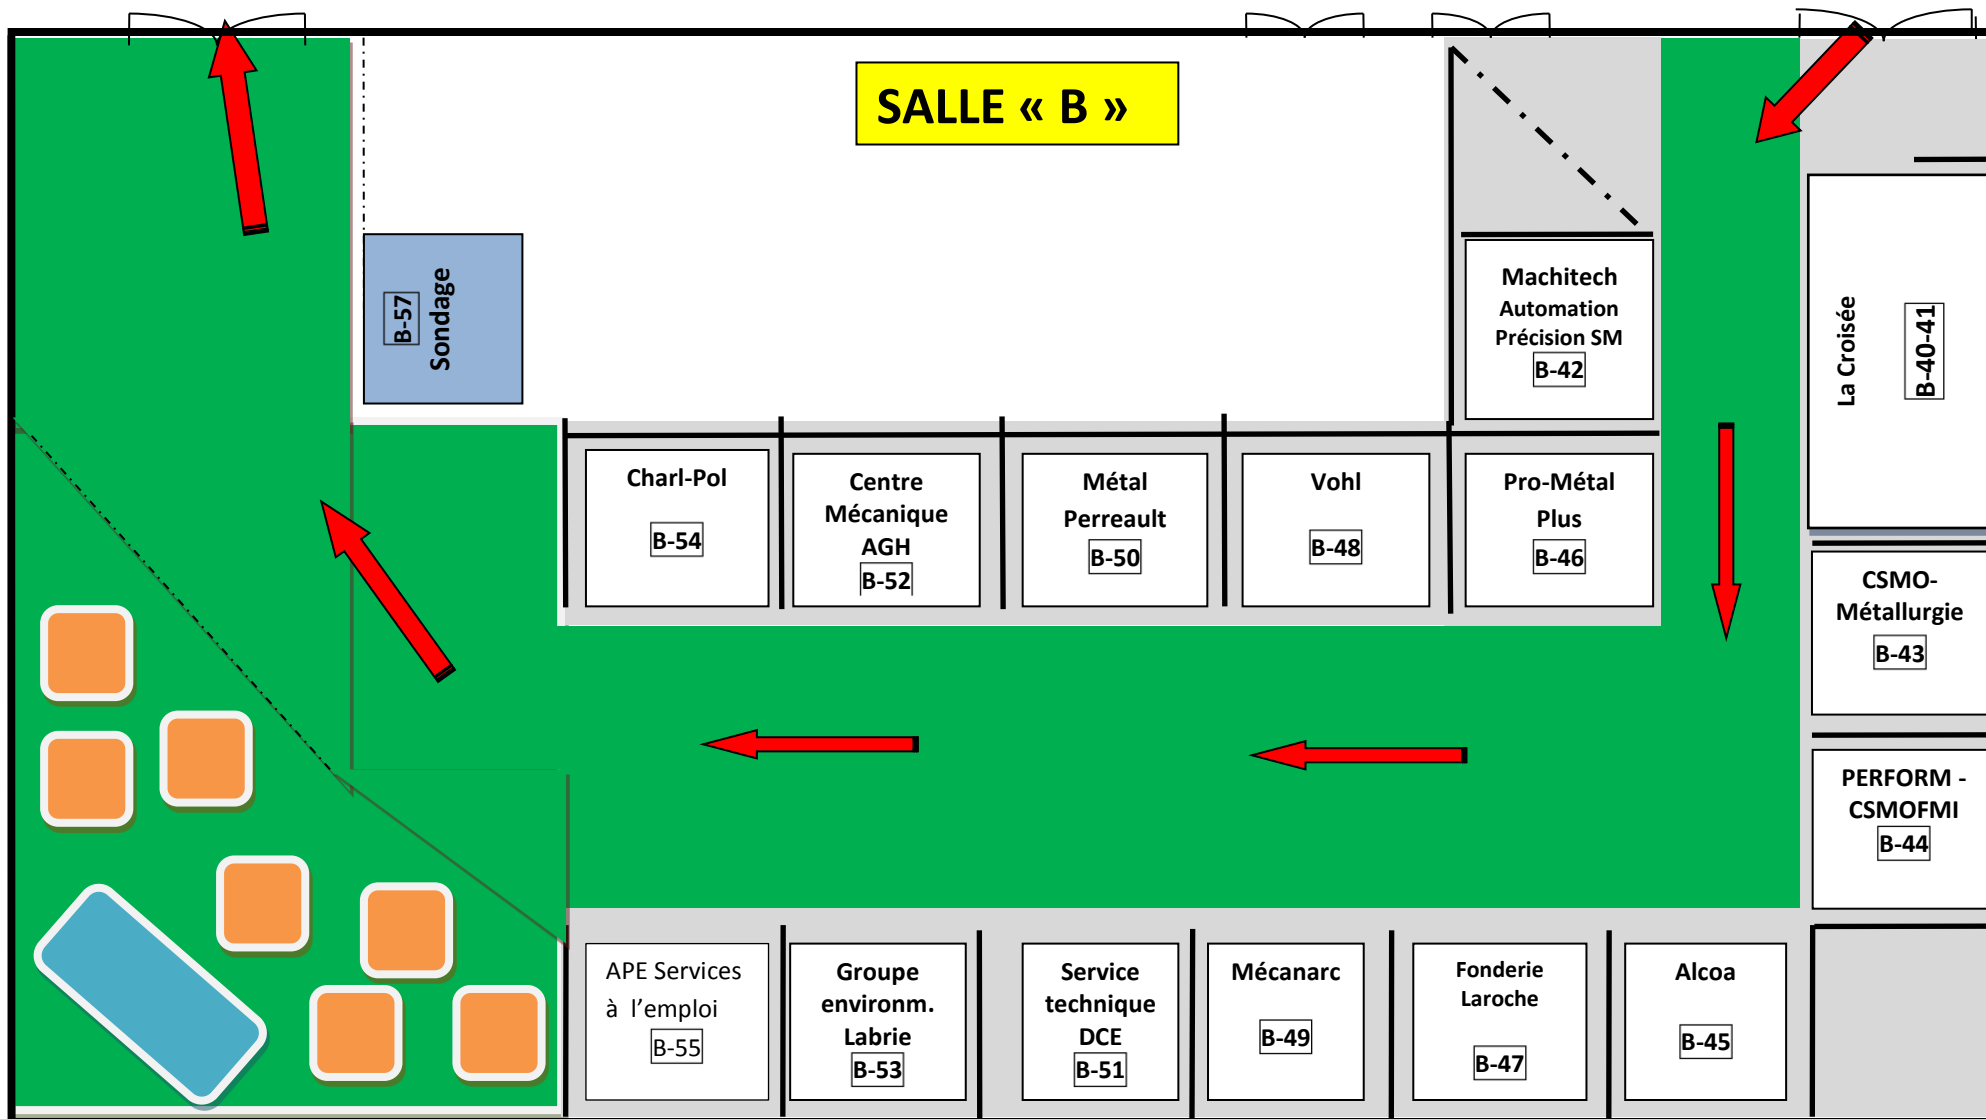 SALLE « B »
B-57
Sondage
Machitech
Automation
Précision SM
B-42
La Croisée
B-40-41
Charl-Pol
B-54
Centre
Mécanique
AGH
B-52
Métal
Perreault
B-50
Vohl
B-48
Pro-Métal
Plus
B-46
CSMO-
Métallurgie
B-43
PERFORM -
CSMOFMI
B-44
APE Services
à l'emploi
B-55
Groupe
environm.
Labrie
B-53
Service
technique
DCE
B-51
Mécanarc
B-49
Fonderie
Laroche
B-47
Alcoa
B-45